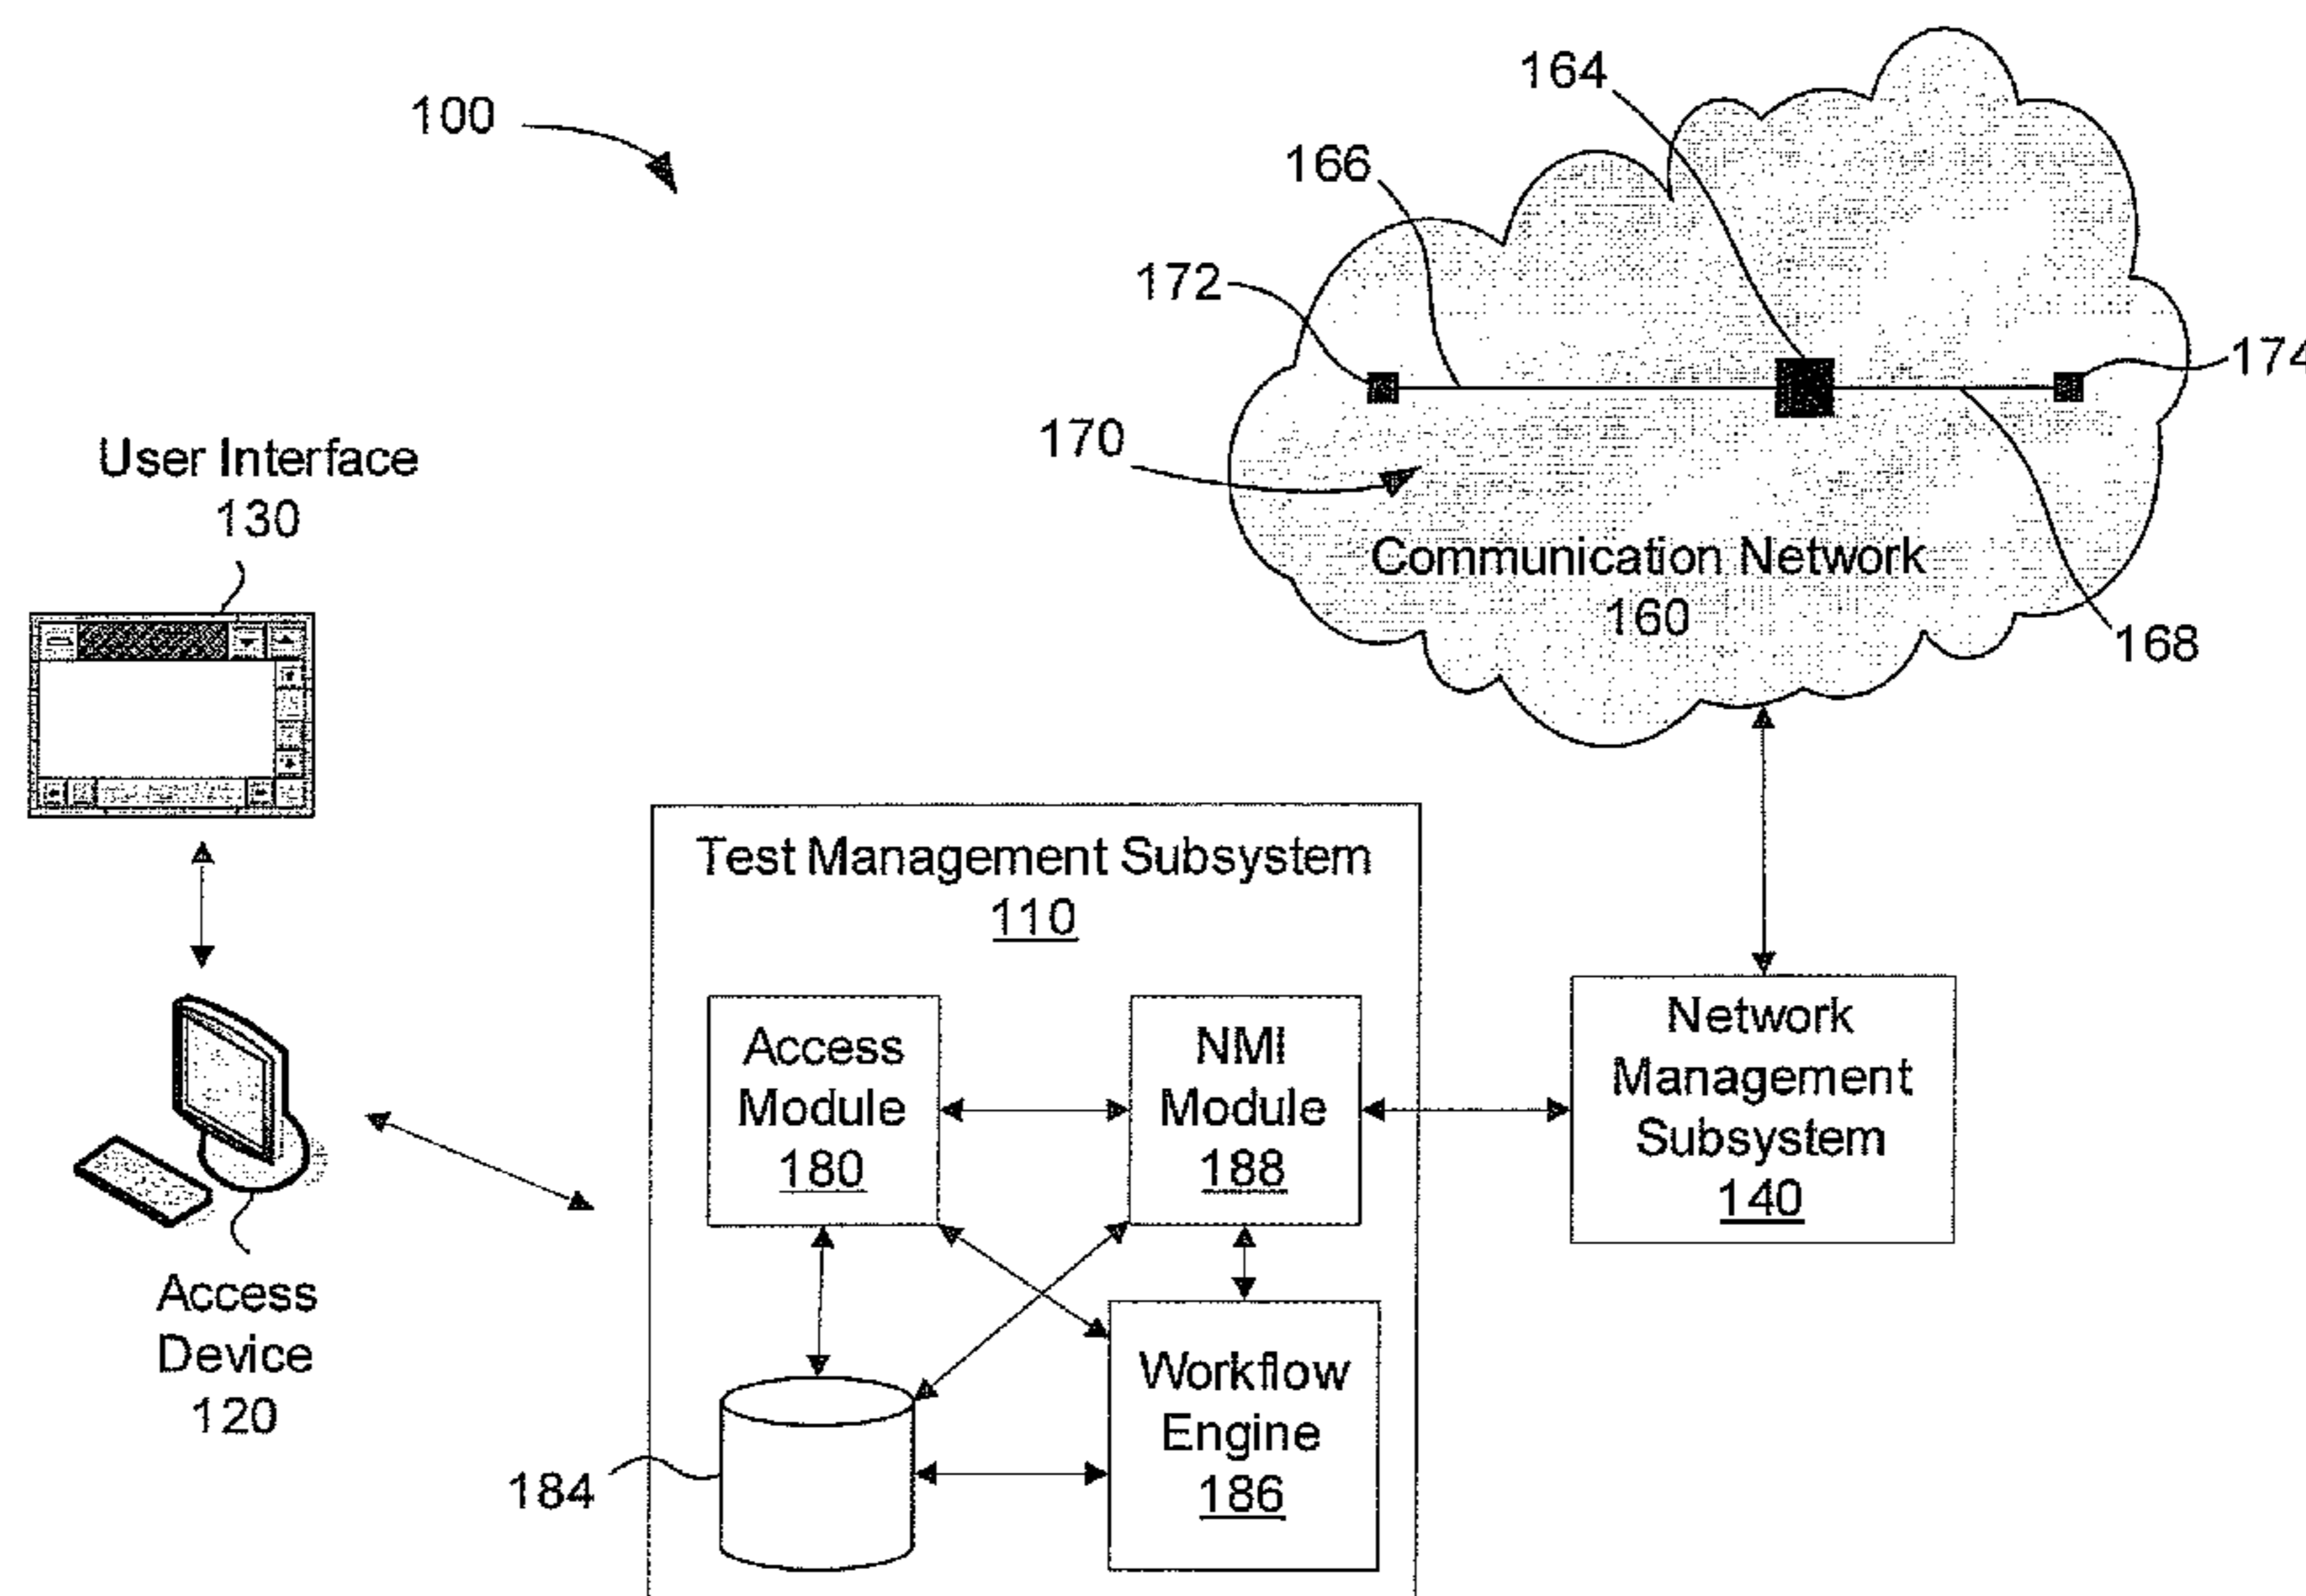 100
164
166
172
174
170
Communication Network
160
168
User Interface
130
Test Management Subsystem
110
Access
Module
180
NMI
Module
188
Network
Management
Subsystem
140
Access
Device
120
Workflow
Engine
186
184